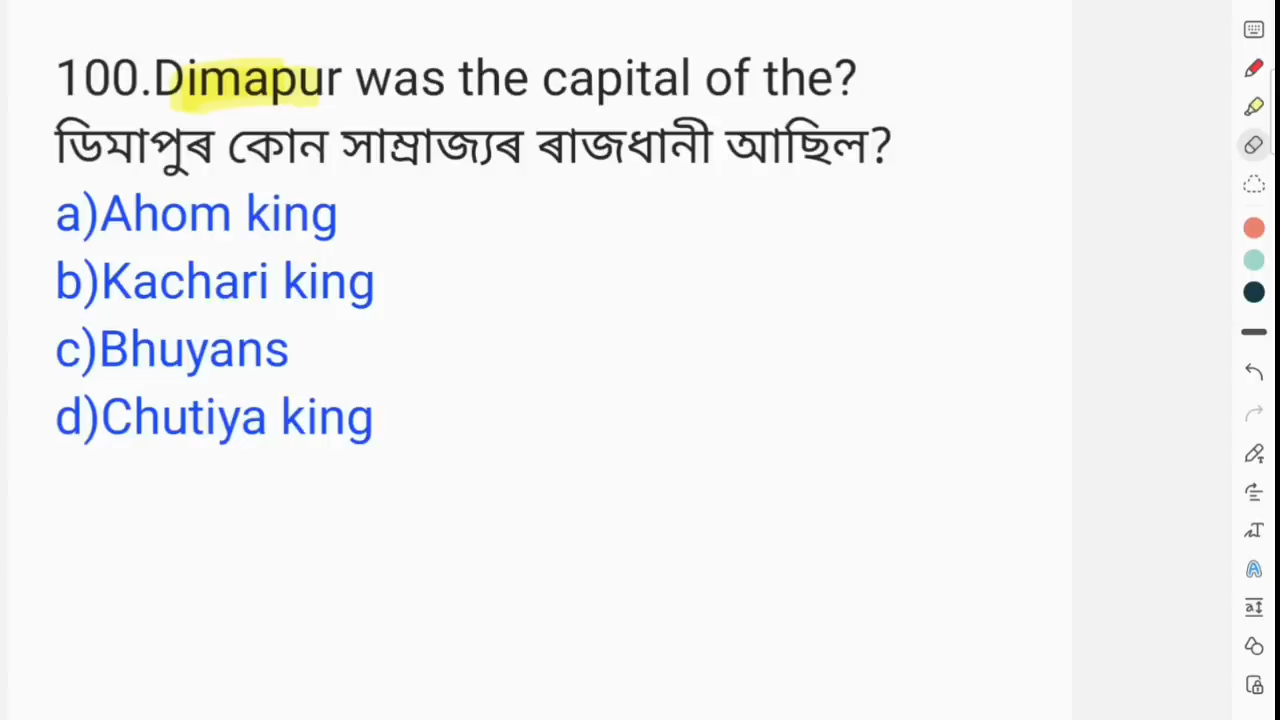 100.Dimapur was the capital of the?
ডিমাপুৰ কোন সাম্ৰাজ্যৰ ৰাজধানী আছিল?
a)Ahom king
b)Kachari king
c)Bhuyans
d)Chutiya king